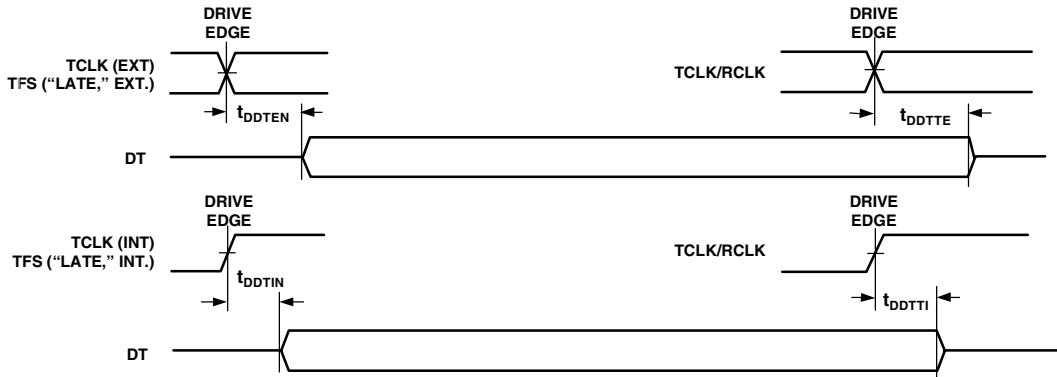 DRIVE
EDGE
DRIVE
EDGE
TCLK (EXT)
TFS ("LATE," EXT.)
TCLK/RCLK
tDDTEN
tDDTTE
DT
DRIVE
EDGE
DRIVE
EDGE
TCLK (INT)
TFS ("LATE," INT.)
TCLK/RCLK
tDDTIN
tDDTTI
DT